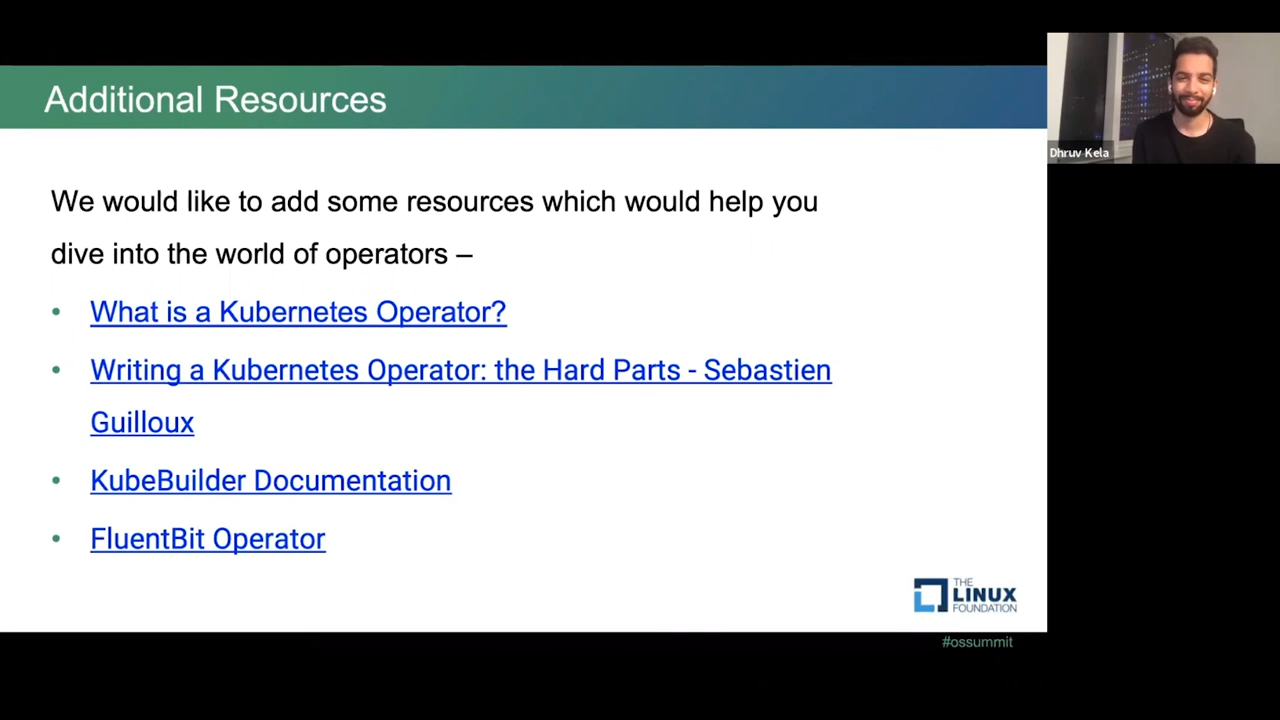 Additional Resources
Dhruv Kela
We would like to add some resources which would help you
dive into the world of operators –
• What is a Kubernetes Operator?
• Writing a Kubernetes Operator: the Hard Parts - Sebastien
Guilloux
• KubeBuilder Documentation
• FluentBit Operator
THE
LINUX
FOUNDATION
#ossummit